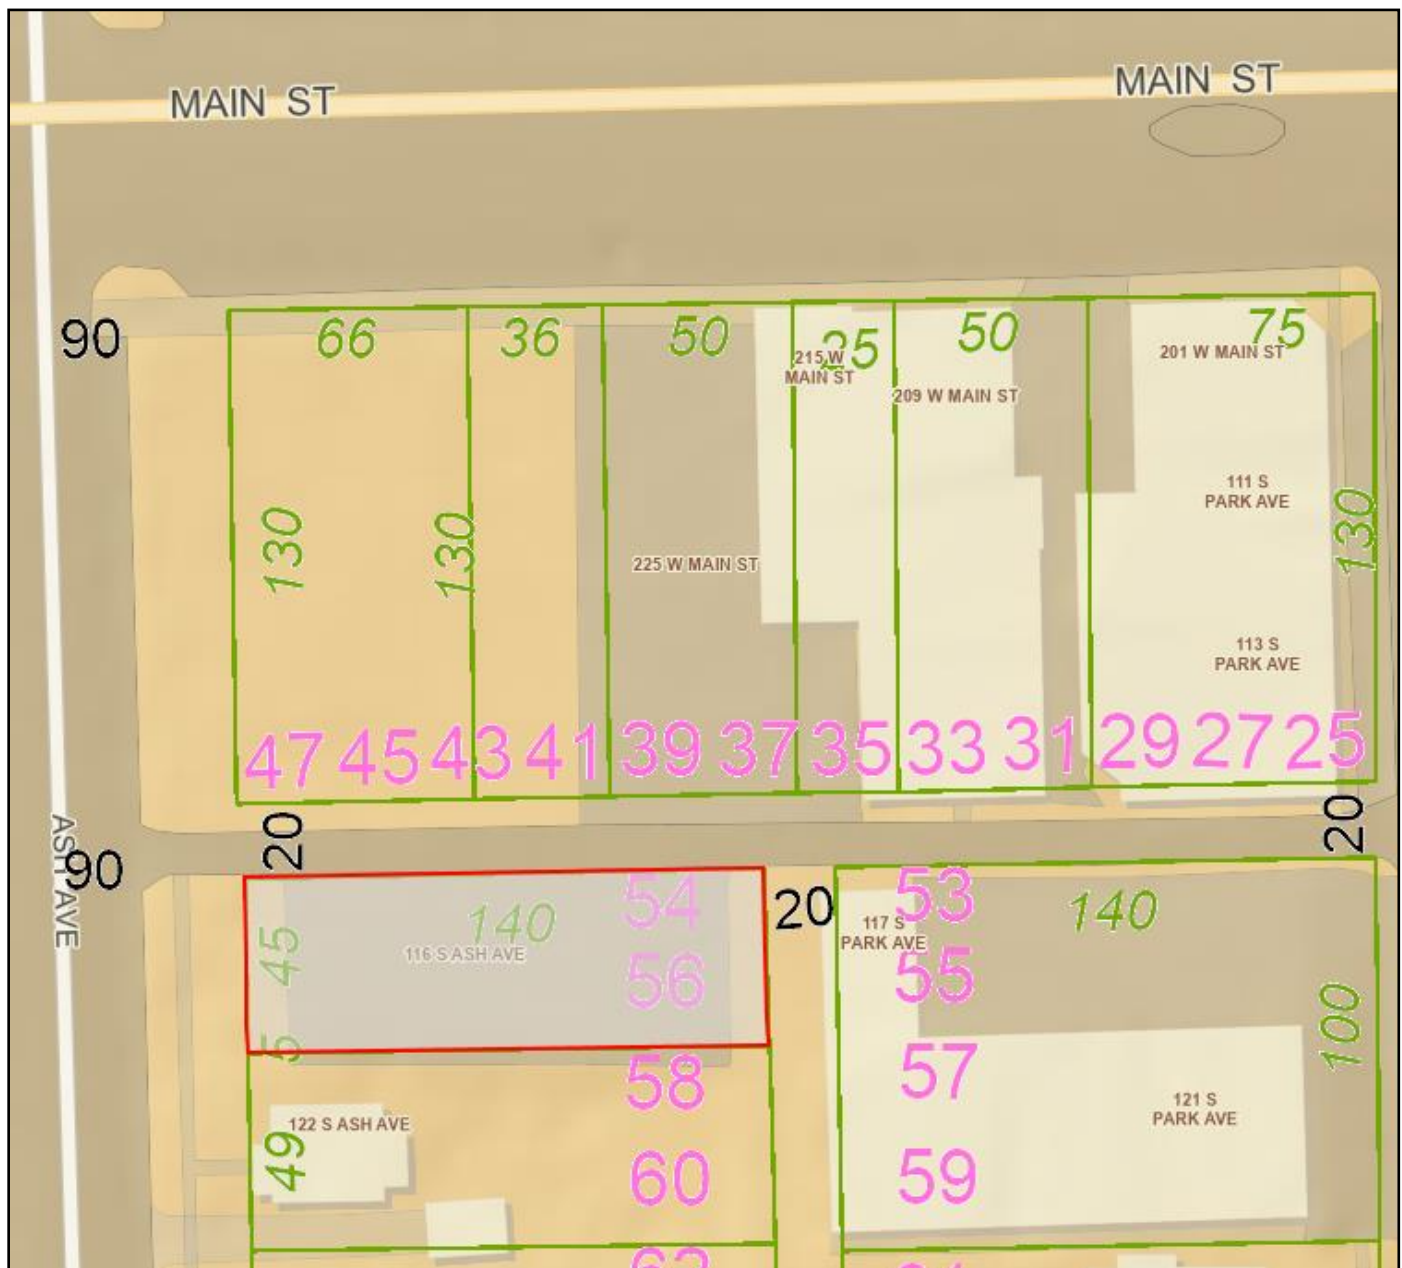 MAIN ST
MAIN ST
90
66
36
50
25
50
75
215 W
MAIN ST
201 W MAIN ST
209 W MAIN ST
111 S
PARK AVE
130
130
130
225 W MAIN ST
113 S
PARK AVE
47 45 43 41 39 37 35 33 31 29 27 25
20
20
ASH AVE
90
54
20
53
140
140
117 S
PARK AVE
45
116 S ASH AVE
56
55
100
5
58
57
122 S ASH AVE
121 S
PARK AVE
49
60
59